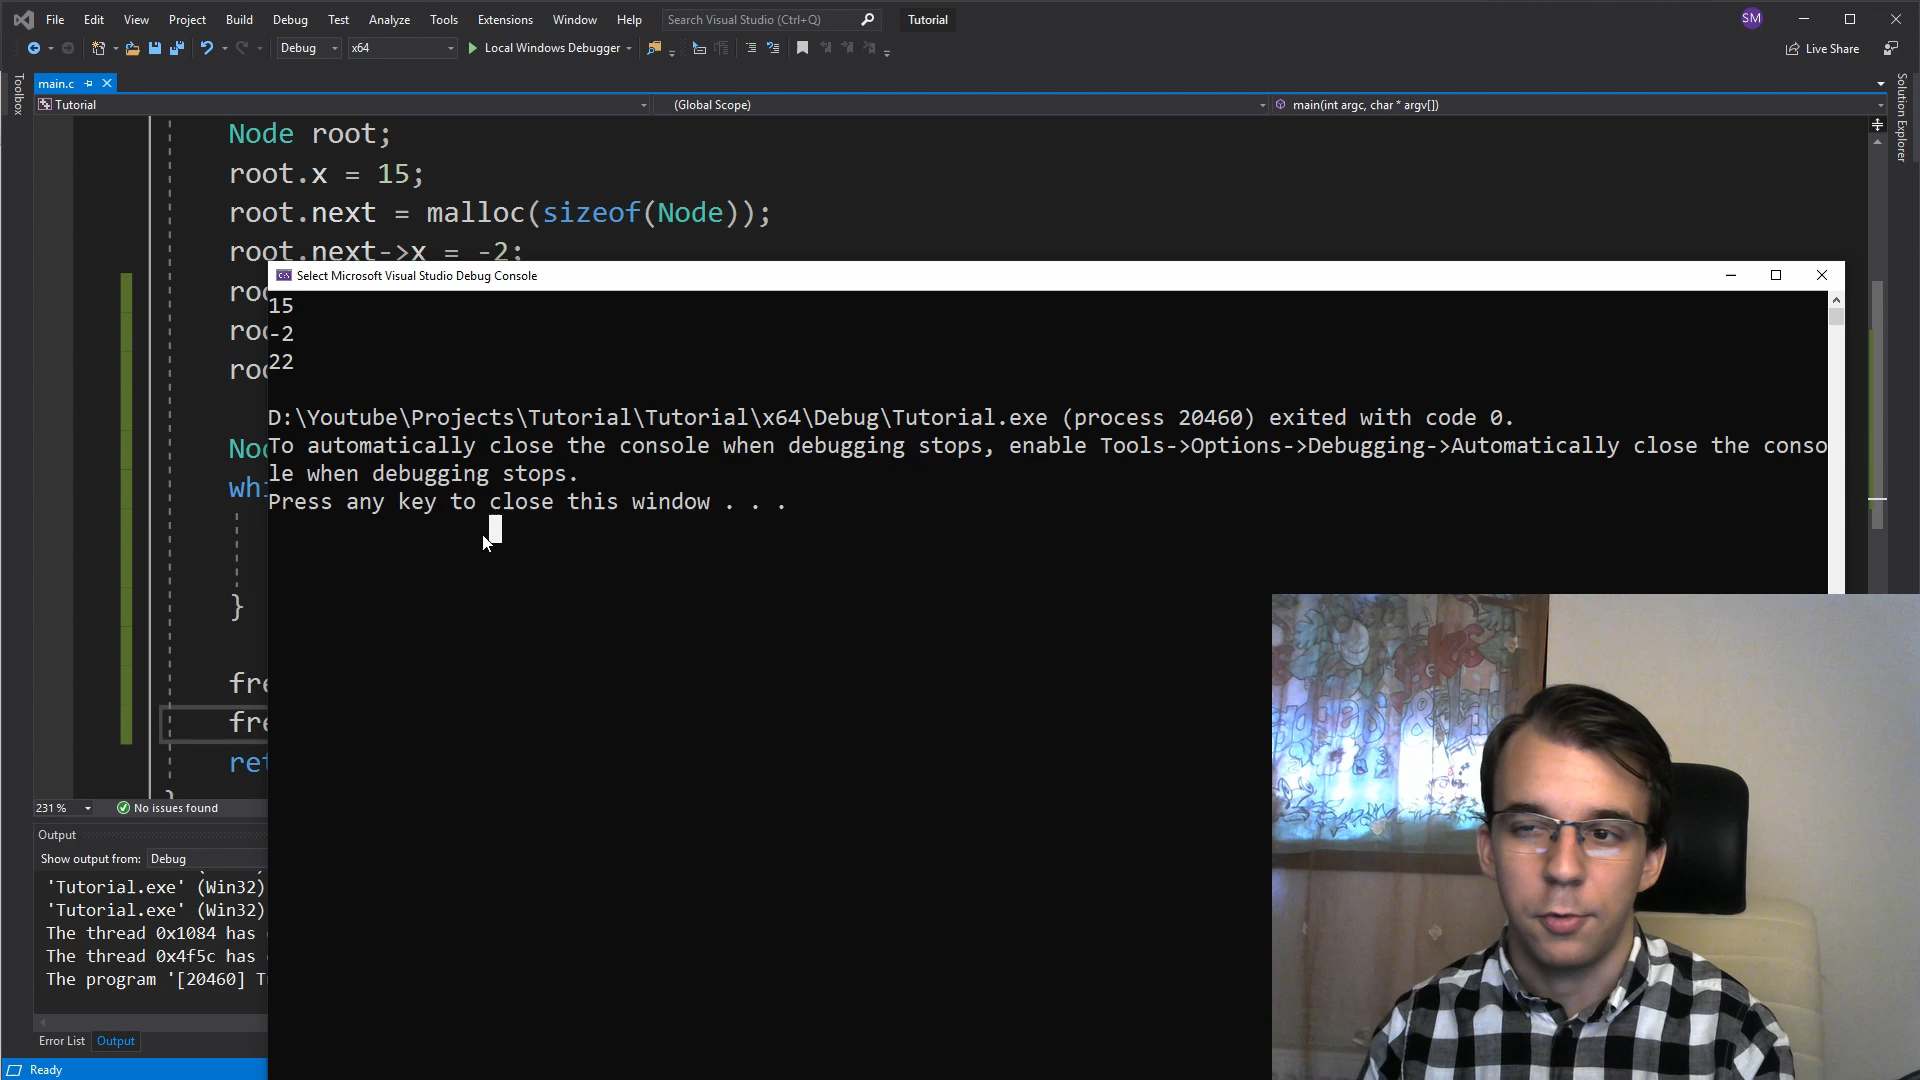 File Edit View Project Build Debug Test Analyze Tools Extensions Window Help Search Visual Studio (Ctrl+Q) Tutorial SM
Debug x64 Local Windows Debugger Live Share
Toolbox
main.c
Solution Explorer
Tutorial (Global Scope) main(int argc, char * argv[])
Node root;
root.x = 15;
root.next = malloc(sizeof(Node));
root.next->x = -2;
Select Microsoft Visual Studio Debug Console
15
-2
22
D:\Youtube\Projects\Tutorial\Tutorial\x64\Debug\Tutorial.exe (process 20460) exited with code 0.
To automatically close the console when debugging stops, enable Tools->Options->Debugging->Automatically close the conso
le when debugging stops.
Press any key to close this window . . .
}
231 % No issues found
Output
Show output from: Debug
'Tutorial.exe' (Win32)
'Tutorial.exe' (Win32)
The thread 0x1084 has
The thread 0x4f5c has
The program '[20460]
Error List Output
Ready